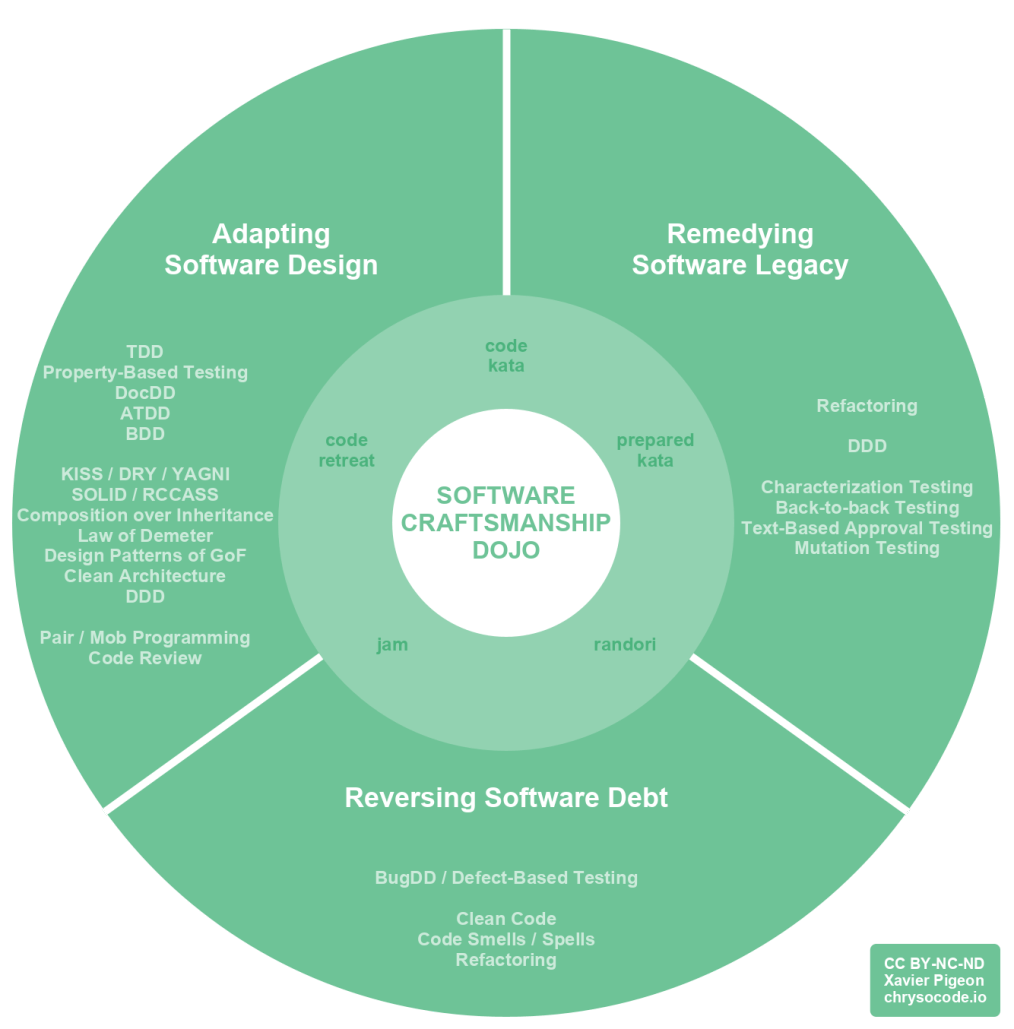 Adapting
Software Design
Remedying
Software Legacy
TDD
Property-Based Testing
DocDD
ATDD
BDD
KISS / DRY / YAGNI
SOLID / RCCASS
Composition over Inheritance
Law of Demeter
Design Patterns of GoF
Clean Architecture
DDD
Pair / Mob Programming
Code Review
code
kata
code
retreat
prepared
kata
SOFTWARE
CRAFTSMANSHIP
DOJO
jam
randori
Refactoring
DDD
Characterization Testing
Back-to-back Testing
Text-Based Approval Testing
Mutation Testing
Reversing Software Debt
BugDD / Defect-Based Testing
Clean Code
Code Smells / Spells
Refactoring
CC BY-NC-ND
Xavier Pigeon
chrysocode.io